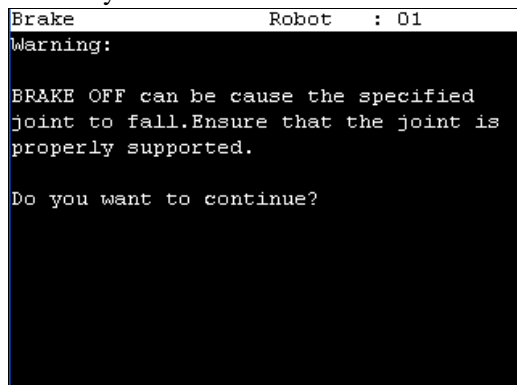 Brake Robot : 01
Warning:
BRAKE OFF can be cause the specified
joint to fall.Ensure that the joint is
properly supported.
Do you want to continue?